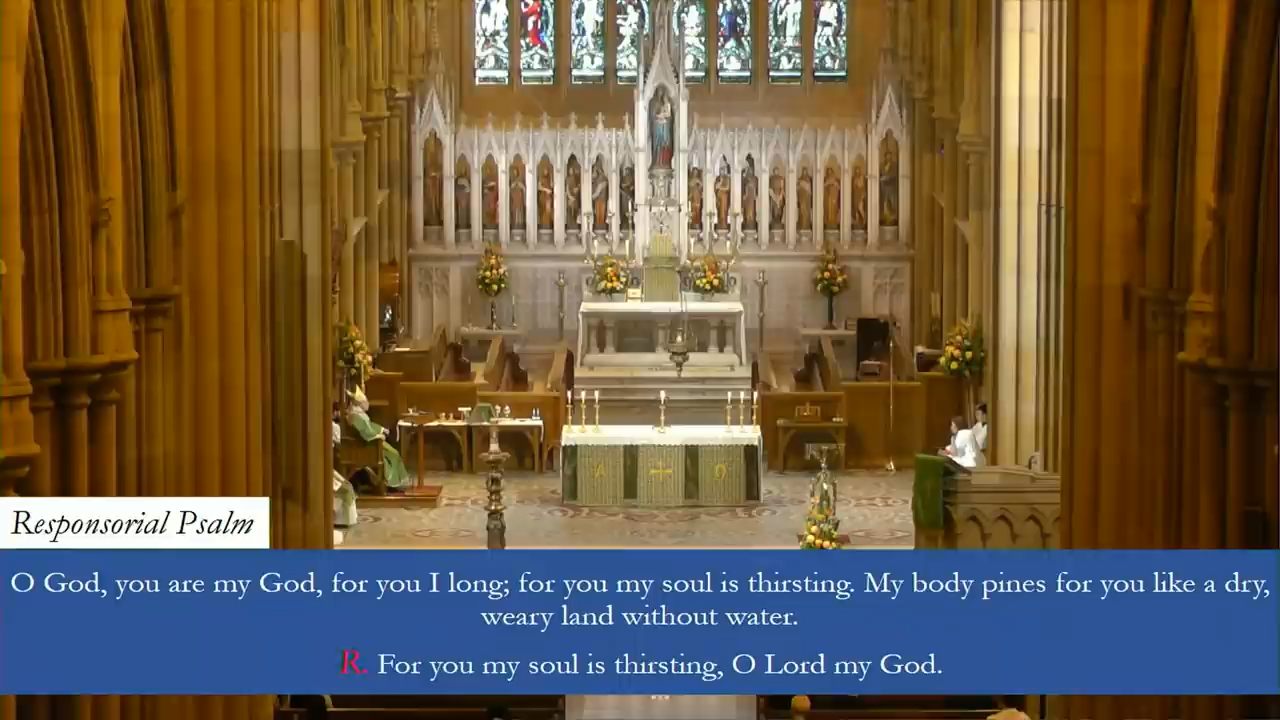 Responsorial Psalm
O God, you are my God, for you I long; for you my soul is thirsting. My body pines for you like a dry,
weary land without water.
R. For you my soul is thirsting, O Lord my God.